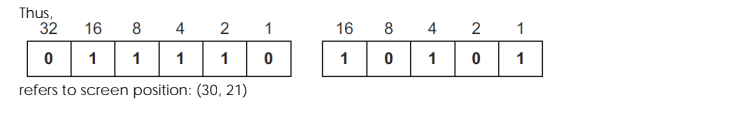 Thus,
32 16 8 4 2 1 16 8 4 2 1
0 1 1 1 1 0 1 0 1 0 1
refers to screen position: (30, 21)